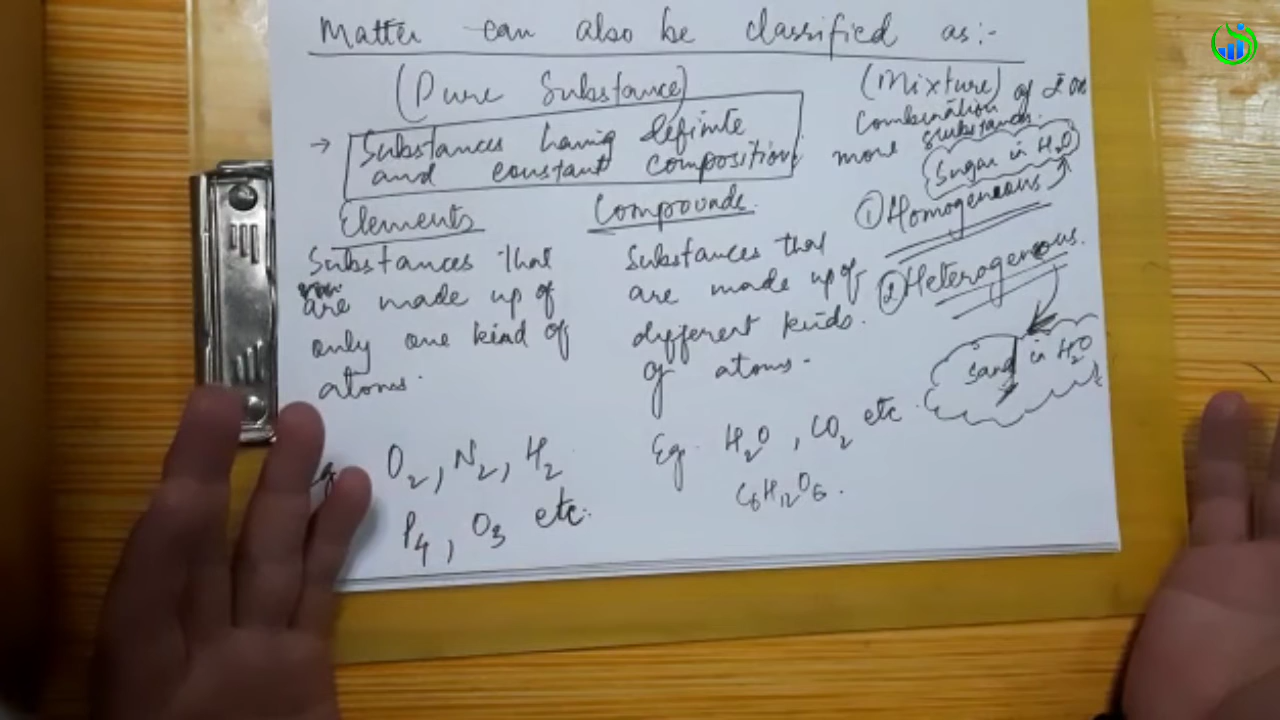 Matter can also be classified as:-
(Pure Substance)
→ Substances having definite
and constant composition
Elements
Substances that
are made up of
only one kind of
atoms.
O2, N2, H2
P4, O3 etc.
Compounds.
Substances that
are made up of
different kinds.
of atoms.
Eg. H2O, CO2 etc.
C6H12O6.
(Mixture)
Combination of 2 or
more substances.
Sugar in H2O
① Homogeneous
② Heterogeneous.
Sand in H2O